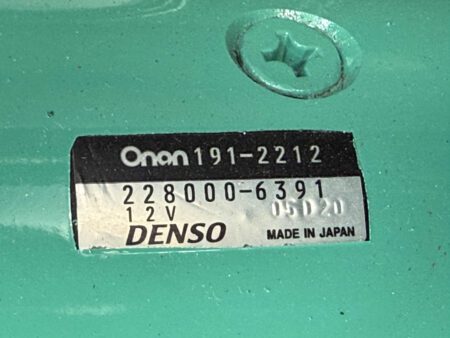 Onan 191-2212
228000-6391
12V 05D20
DENSO MADE IN JAPAN